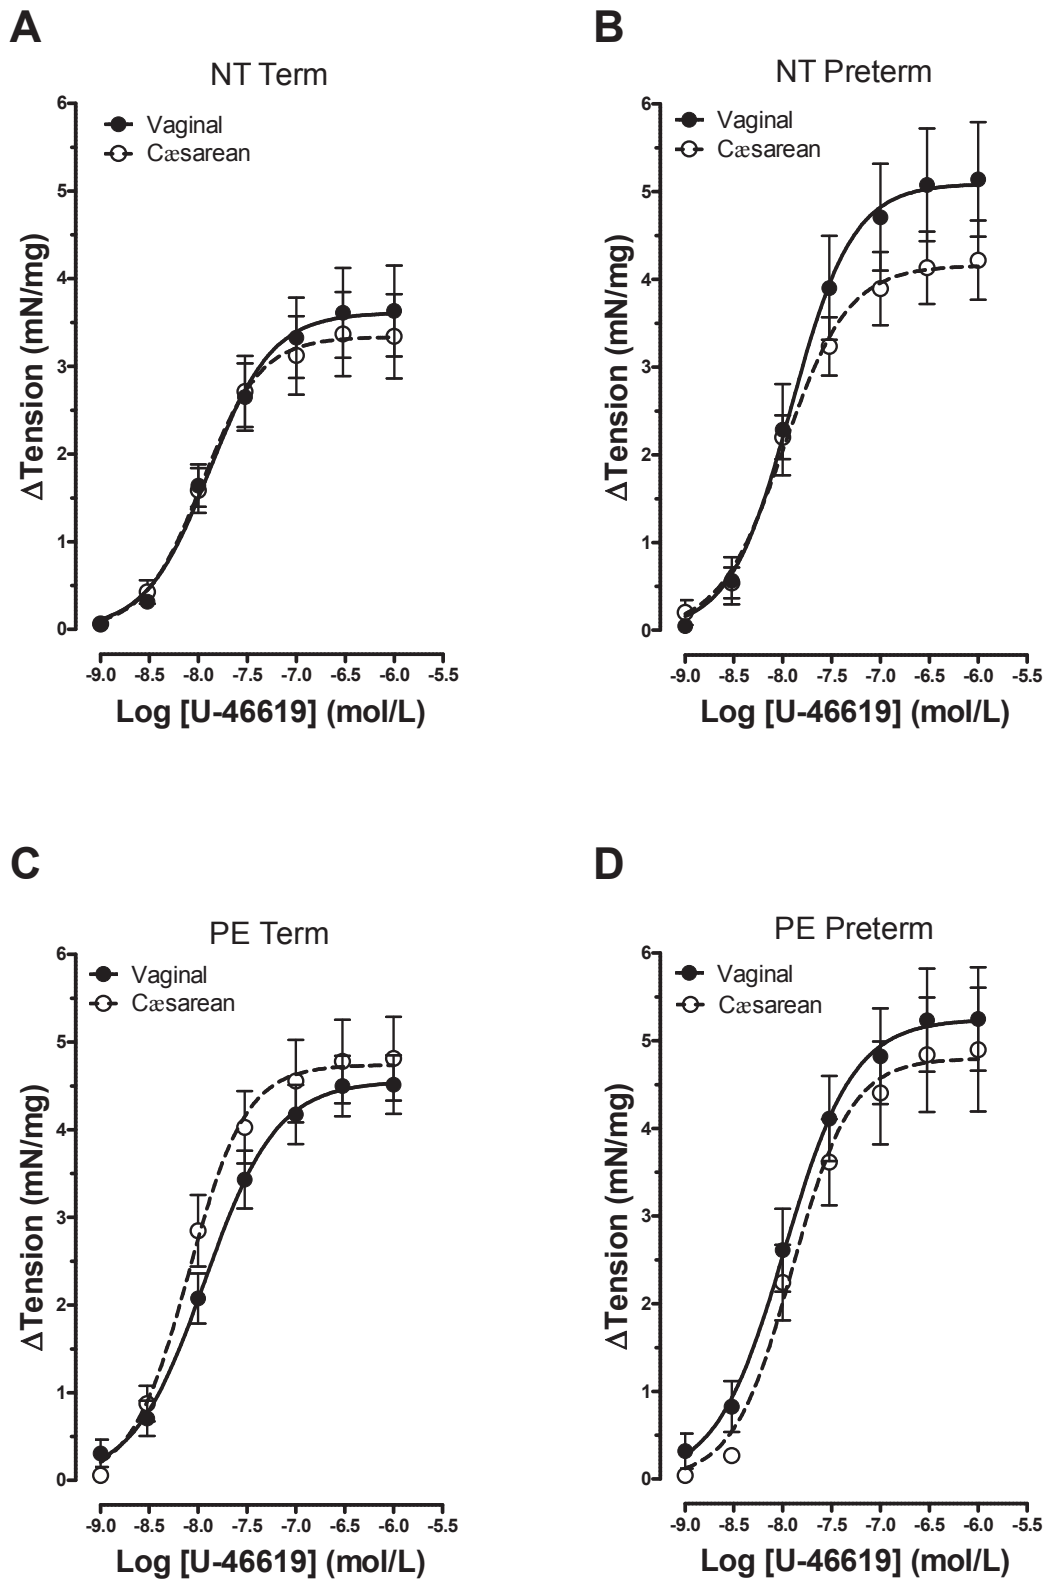 A
NT Term
Vaginal
Cæsarean
6
5
4
3
2
1
0
ΔTension (mN/mg)
-9.0 -8.5 -8.0 -7.5 -7.0 -6.5 -6.0 -5.5
Log [U-46619] (mol/L)
B
NT Preterm
Vaginal
Cæsarean
6
5
4
3
2
1
0
ΔTension (mN/mg)
-9.0 -8.5 -8.0 -7.5 -7.0 -6.5 -6.0 -5.5
Log [U-46619] (mol/L)
C
PE Term
Vaginal
Cæsarean
6
5
4
3
2
1
0
ΔTension (mN/mg)
-9.0 -8.5 -8.0 -7.5 -7.0 -6.5 -6.0 -5.5
Log [U-46619] (mol/L)
D
PE Preterm
Vaginal
Cæsarean
6
5
4
3
2
1
0
ΔTension (mN/mg)
-9.0 -8.5 -8.0 -7.5 -7.0 -6.5 -6.0 -5.5
Log [U-46619] (mol/L)